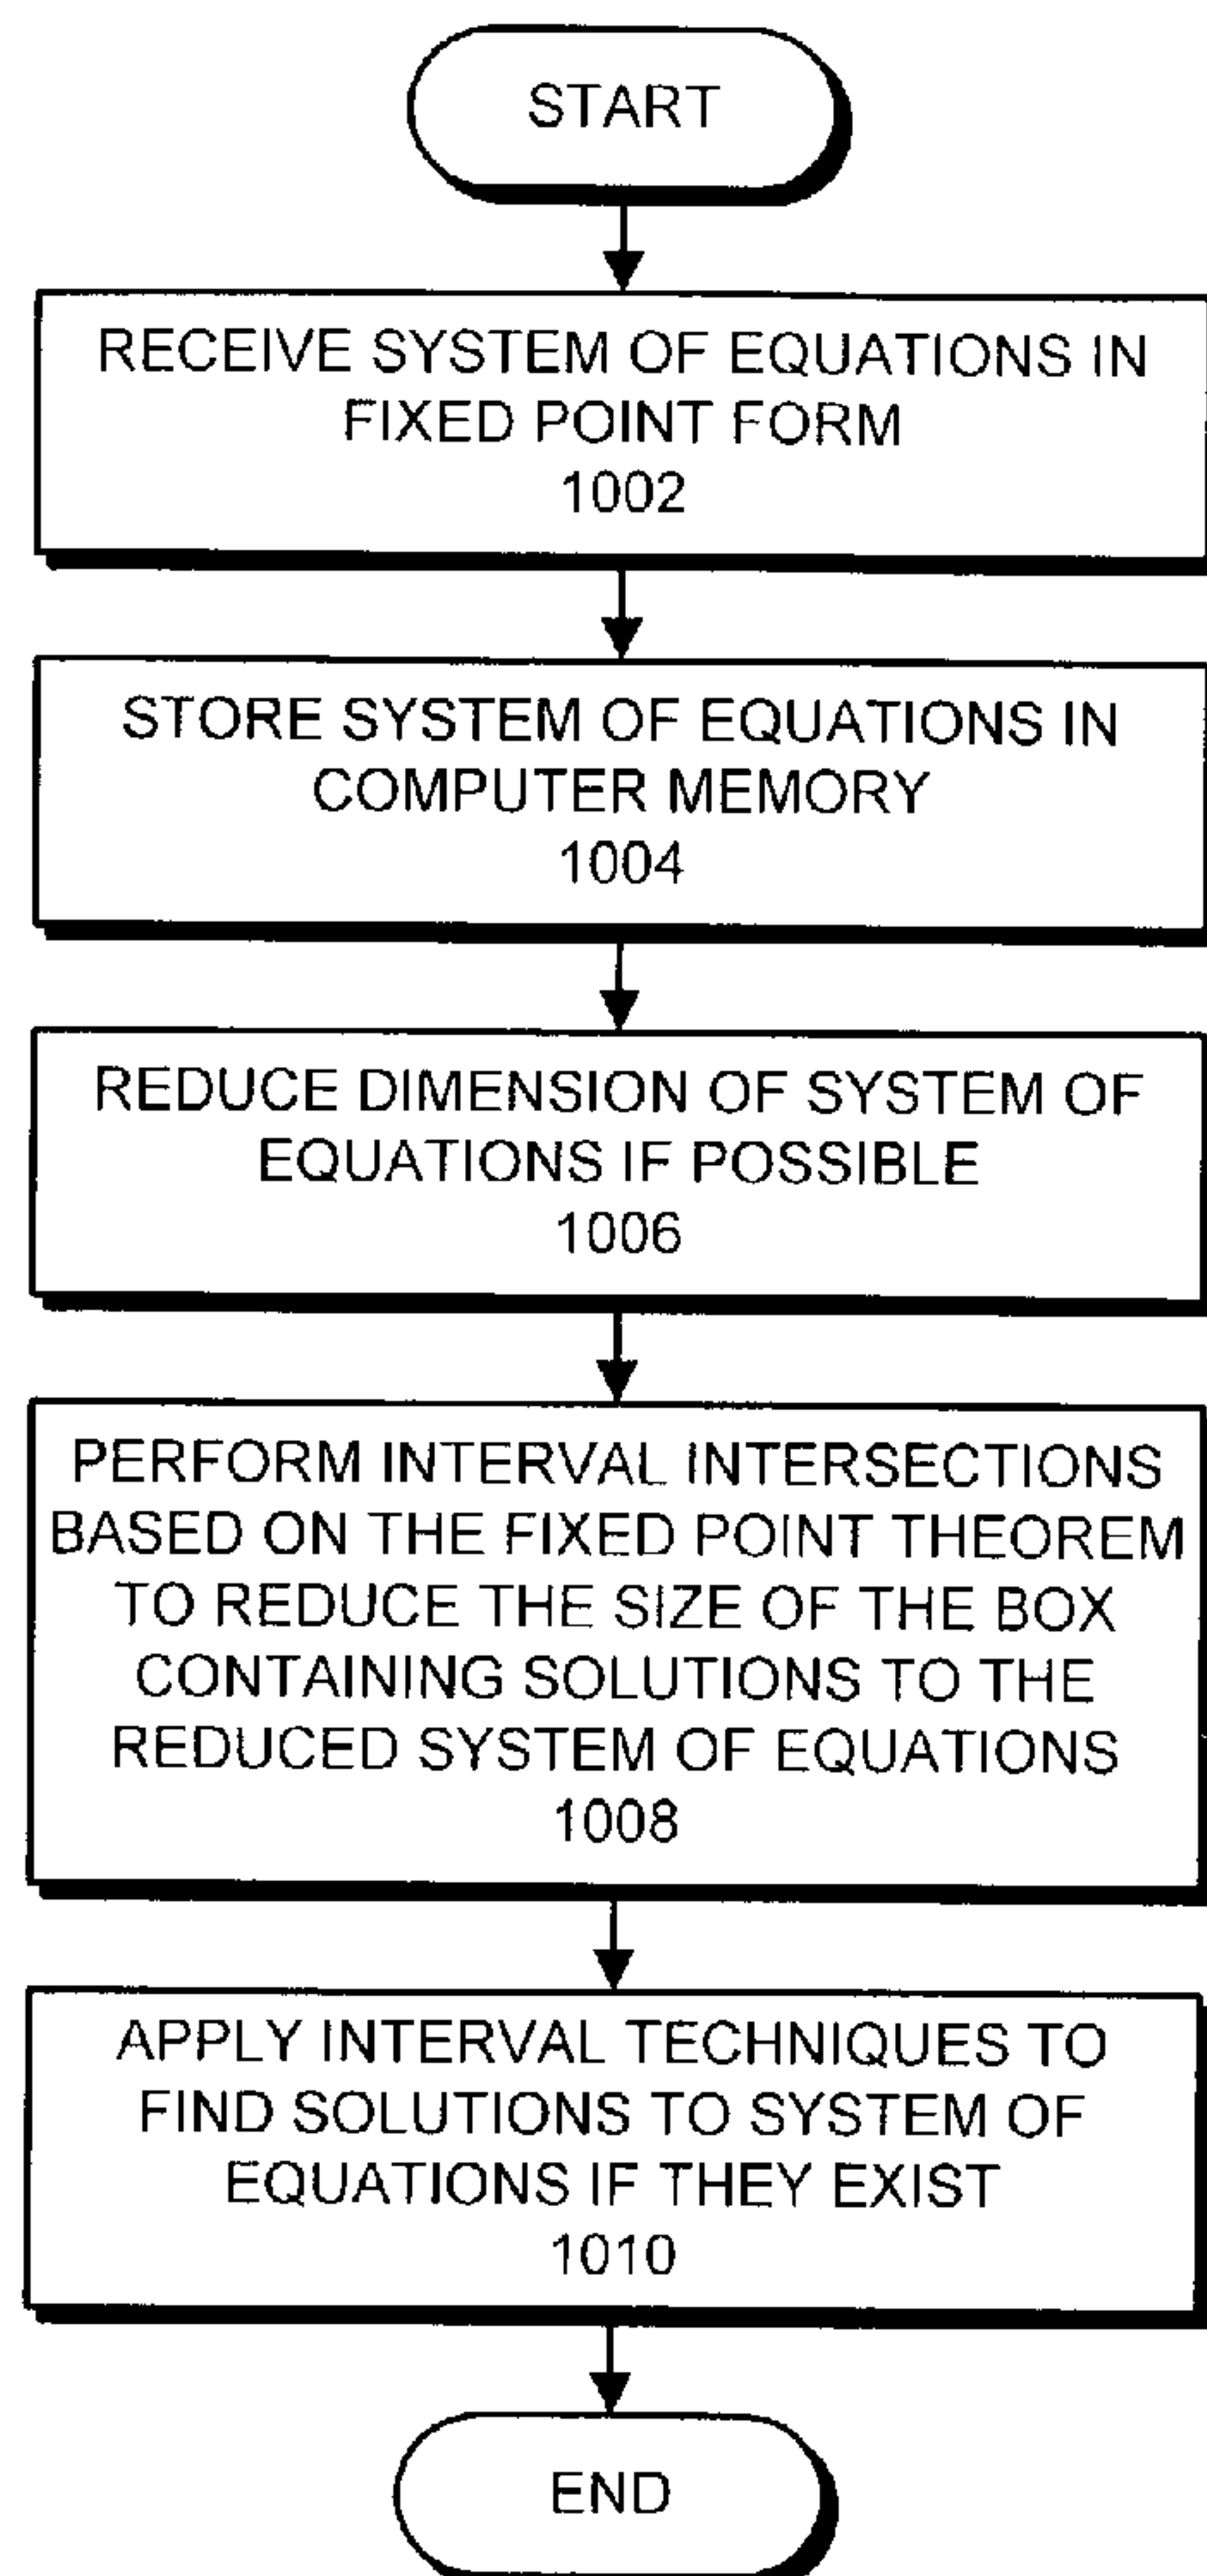 START
RECEIVE SYSTEM OF EQUATIONS IN
FIXED POINT FORM
1002
STORE SYSTEM OF EQUATIONS IN
COMPUTER MEMORY
1004
REDUCE DIMENSION OF SYSTEM OF
EQUATIONS IF POSSIBLE
1006
PERFORM INTERVAL INTERSECTIONS
BASED ON THE FIXED POINT THEOREM
TO REDUCE THE SIZE OF THE BOX
CONTAINING SOLUTIONS TO THE
REDUCED SYSTEM OF EQUATIONS
1008
APPLY INTERVAL TECHNIQUES TO
FIND SOLUTIONS TO SYSTEM OF
EQUATIONS IF THEY EXIST
1010
END